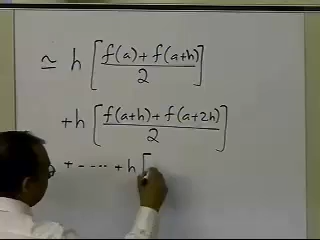 ≃ h [ (f(a) + f(a+h)) / 2 ]
+ h [ (f(a+h) + f(a+2h)) / 2 ]
+ ----- + h [